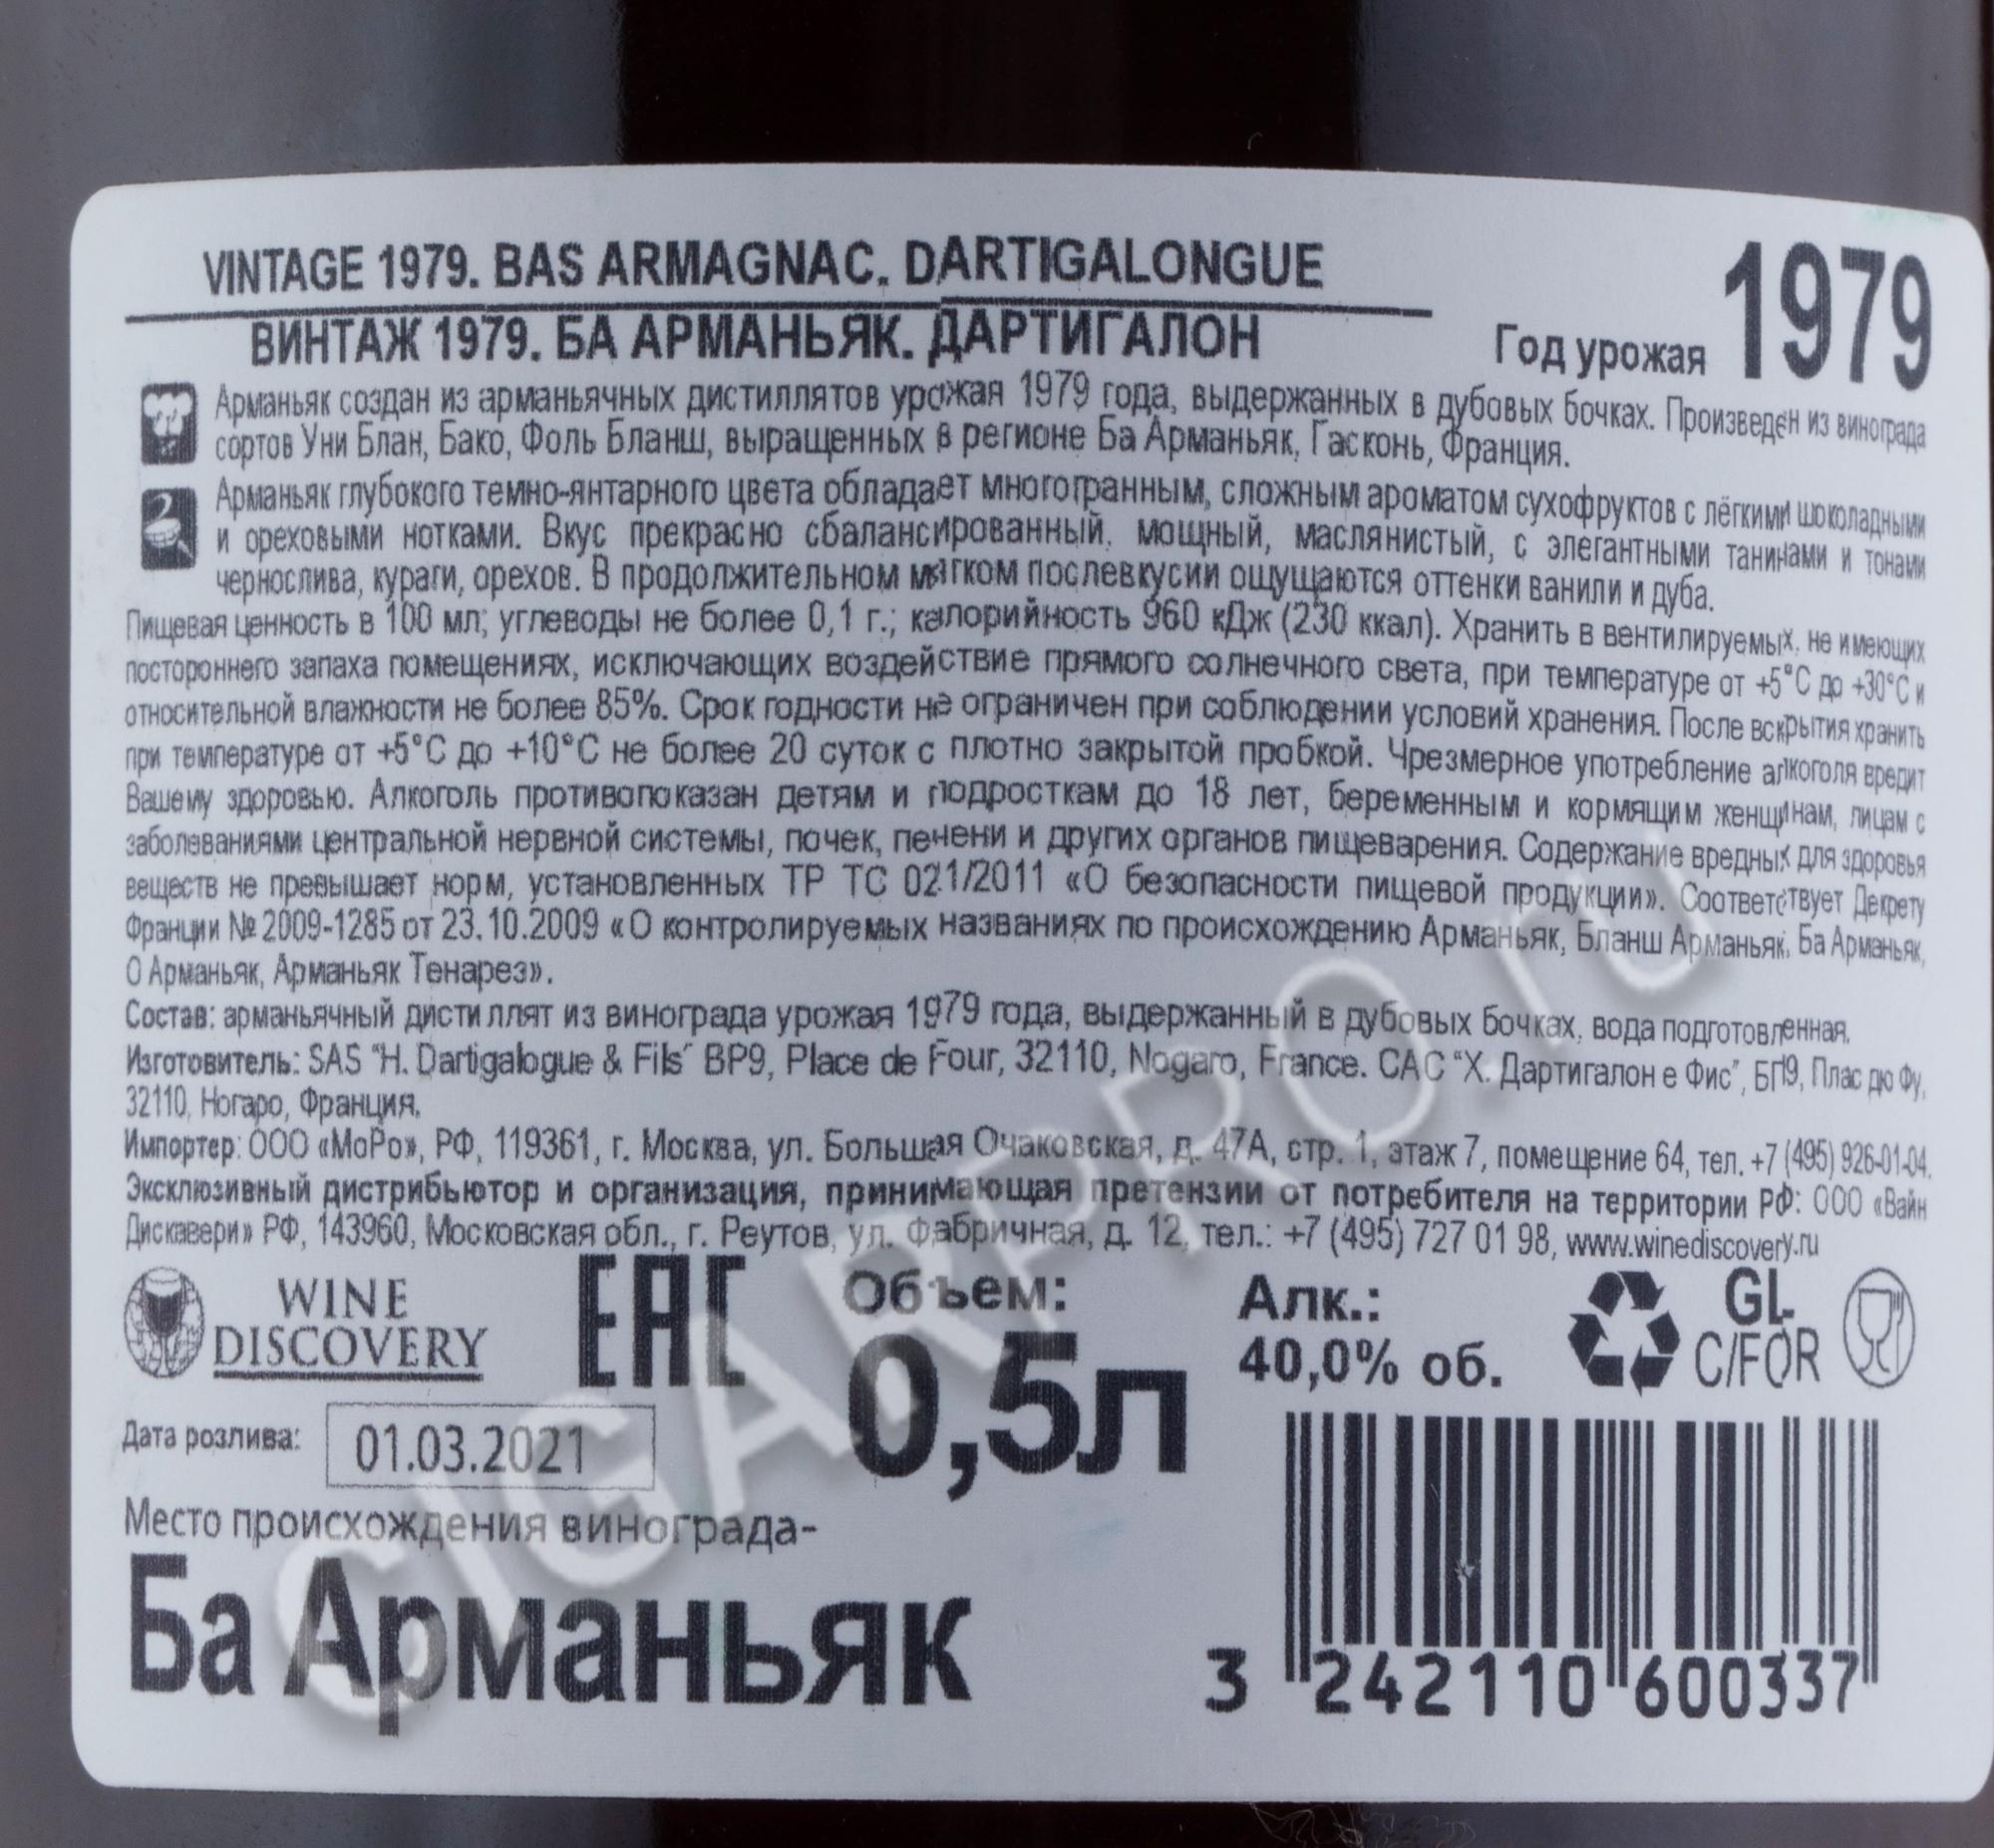 VINTAGE 1979. BAS ARMAGNAC. DARTIGALONGUE
ВИНТАЖ 1979. БА АРМАНЬЯК. ДАРТИГАЛОН
Год урожая 1979
Арманьяк создан из арманьячных дистиллятов урожая 1979 года, выдержанных в дубовых бочках. Произведен из винограда
сортов Уни Блан, Бако, Фоль Бланш, выращенных в регионе Ба Арманьяк, Гасконь, Франция.
Арманьяк глубокого темно-янтарного цвета обладает многогранным, сложным ароматом сухофруктов с лёгкими шоколадными
и ореховыми нотками. Вкус прекрасно сбалансированный, мощный, маслянистый, с элегантными танинами и тонами
чернослива, кураги, орехов. В продолжительном мягком послевкусии ощущаются оттенки ванили и дуба.
Пищевая ценность в 100 мл; углеводы не более 0,1 г.; калорийность 960 кДж (230 ккал). Хранить в вентилируемых, не имеющих
постороннего запаха помещениях, исключающих воздействие прямого солнечного света, при температуре от +5°С до +30°С и
относительной влажности не более 85%. Срок годности не ограничен при соблюдении условий хранения. После вскрытия хранить
при температуре от +5°С до +10°С не более 20 суток с плотно закрытой пробкой. Чрезмерное употребление алкоголя вредит
Вашему здоровью. Алкоголь противопоказан детям и подросткам до 18 лет, беременным и кормящим женщинам, лицам с
заболеваниями центральной нервной системы, почек, печени и других органов пищеварения. Содержание вредных для здоровья
веществ не превышает норм, установленных ТР ТС 021/2011 «О безопасности пищевой продукции». Соответствует Декрету
Франции №2009-1285 от 23.10.2009 «О контролируемых названиях по происхождению Арманьяк, Бланш Арманьяк, Ба Арманьяк,
О Арманьяк, Арманьяк Тенарез».
Состав: арманьячный дистиллят из винограда урожая 1979 года, выдержанный в дубовых бочках, вода подготовленная.
Изготовитель: SAS "H. Dartigalogue & Fils" BP9, Place de Four, 32110, Nogaro, France. САС "Х. Дартигалон е Фис", БП9, Плас дю Фу,
32110, Ногаро, Франция.
Импортер: ООО «МоРо», РФ, 119361, г. Москва, ул. Большая Очаковская, д. 47А, стр. 1, этаж 7, помещение 64, тел. +7 (495) 926-01-04.
Эксклюзивный дистрибьютор и организация, принимающая претензии от потребителя на территории РФ: ООО «Вайн
Дискавери» РФ, 143960, Московская обл., г. Реутов, ул. Фабричная, д. 12, тел.: +7 (495) 727 01 98, www.winediscovery.ru
WINE
DISCOVERY
EAC
Объем:
0,5л
Алк.:
40,0% об.
GL
C/FOR
Дата розлива: 01.03.2021
Место происхождения винограда-
Ба Арманьяк
3 242110 600337
CIGARPRO.ru